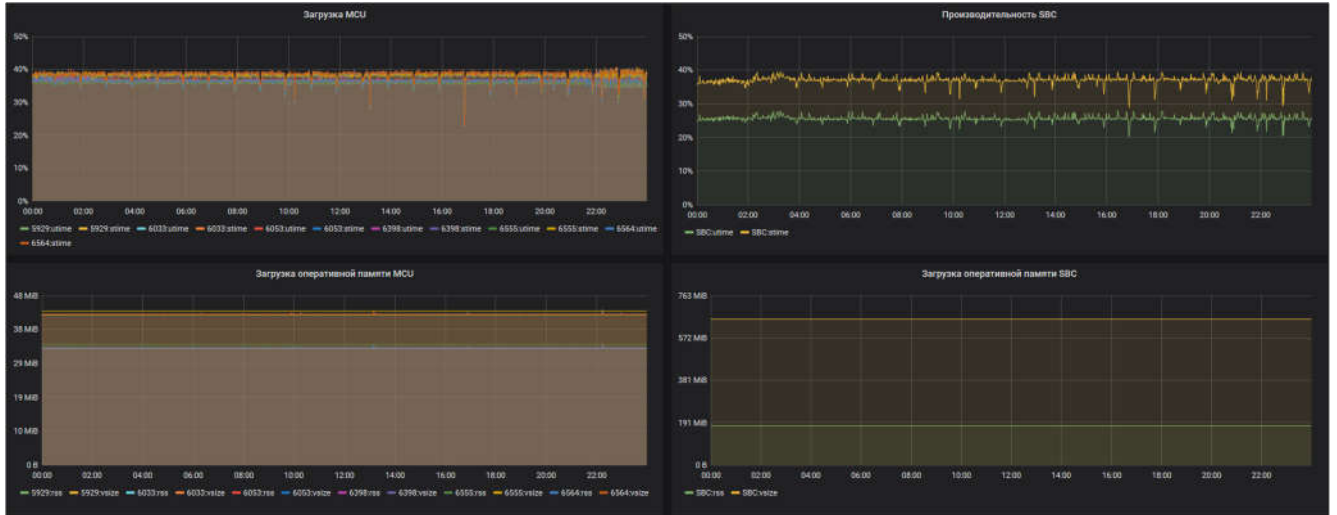 Загрузка MCU
50%
40%
30%
20%
10%
0%
00:00 02:00 04:00 06:00 08:00 10:00 12:00 14:00 16:00 18:00 20:00 22:00
5929:utime 5929:stime 6033:utime 6033:stime 6053:utime 6053:stime 6398:utime 6398:stime 6555:utime 6555:stime 6564:utime
6564:stime
Производительность SBC
50%
40%
30%
20%
10%
0%
00:00 02:00 04:00 06:00 08:00 10:00 12:00 14:00 16:00 18:00 20:00 22:00
SBC:utime SBC:stime
Загрузка оперативной памяти MCU
48 MiB
38 MiB
29 MiB
19 MiB
10 MiB
0 B
00:00 02:00 04:00 06:00 08:00 10:00 12:00 14:00 16:00 18:00 20:00 22:00
5929:rss 5929:vsize 6033:rss 6033:vsize 6053:rss 6053:vsize 6398:rss 6398:vsize 6555:rss 6555:vsize 6564:rss 6564:vsize
Загрузка оперативной памяти SBC
763 MiB
572 MiB
381 MiB
191 MiB
0 B
00:00 02:00 04:00 06:00 08:00 10:00 12:00 14:00 16:00 18:00 20:00 22:00
SBC:rss SBC:vsize